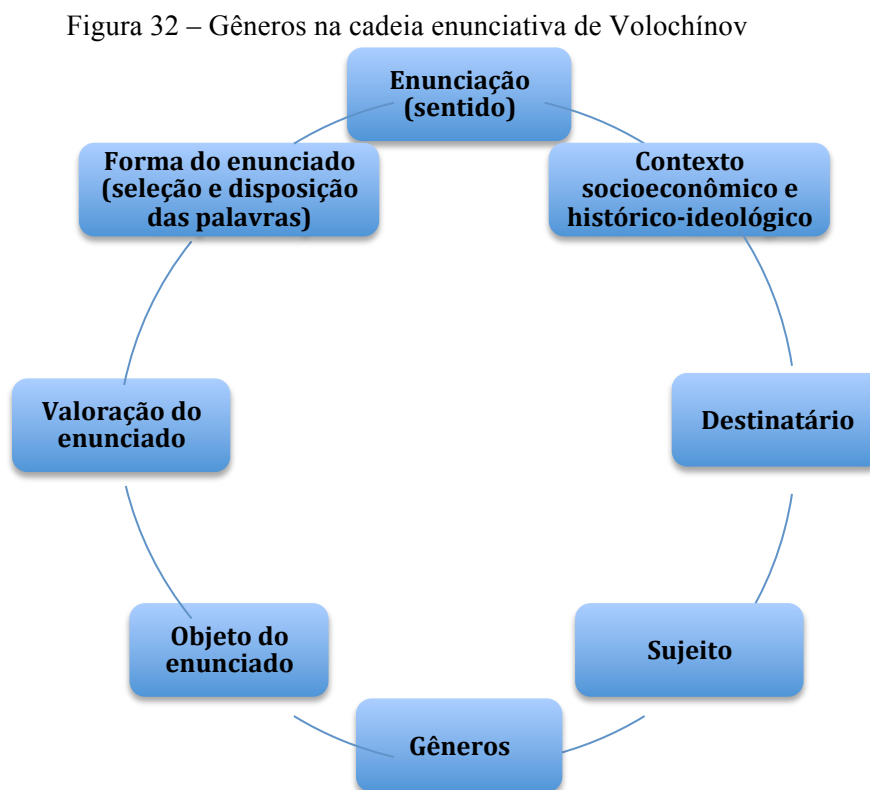 Figura 32 – Gêneros na cadeia enunciativa de Volochínov
Enunciação
(sentido)
Contexto
socioeconômico e
histórico-ideológico
Destinatário
Sujeito
Gêneros
Objeto do
enunciado
Valoração do
enunciado
Forma do enunciado
(seleção e disposição
das palavras)